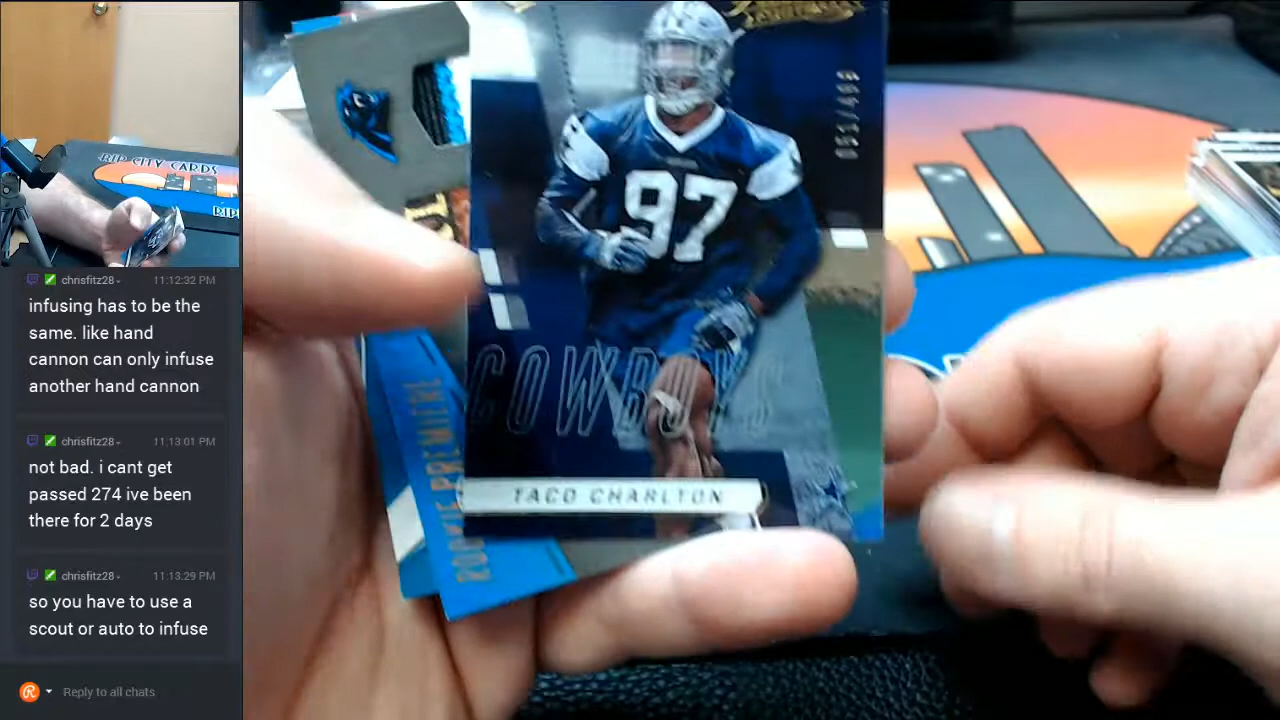 RIP CITY CARDS
RIP
chrisfitz28
11:12:32 PM
infusing has to be the
same. like hand
cannon can only infuse
another hand cannon
chrisfitz28
11:13:01 PM
not bad. i cant get
passed 274 ive been
there for 2 days
chrisfitz28
11:13:29 PM
so you have to use a
scout or auto to infuse
Reply to all chats
97
COWBOYS
TACO CHARLTON
ROOKIE PREMIERE